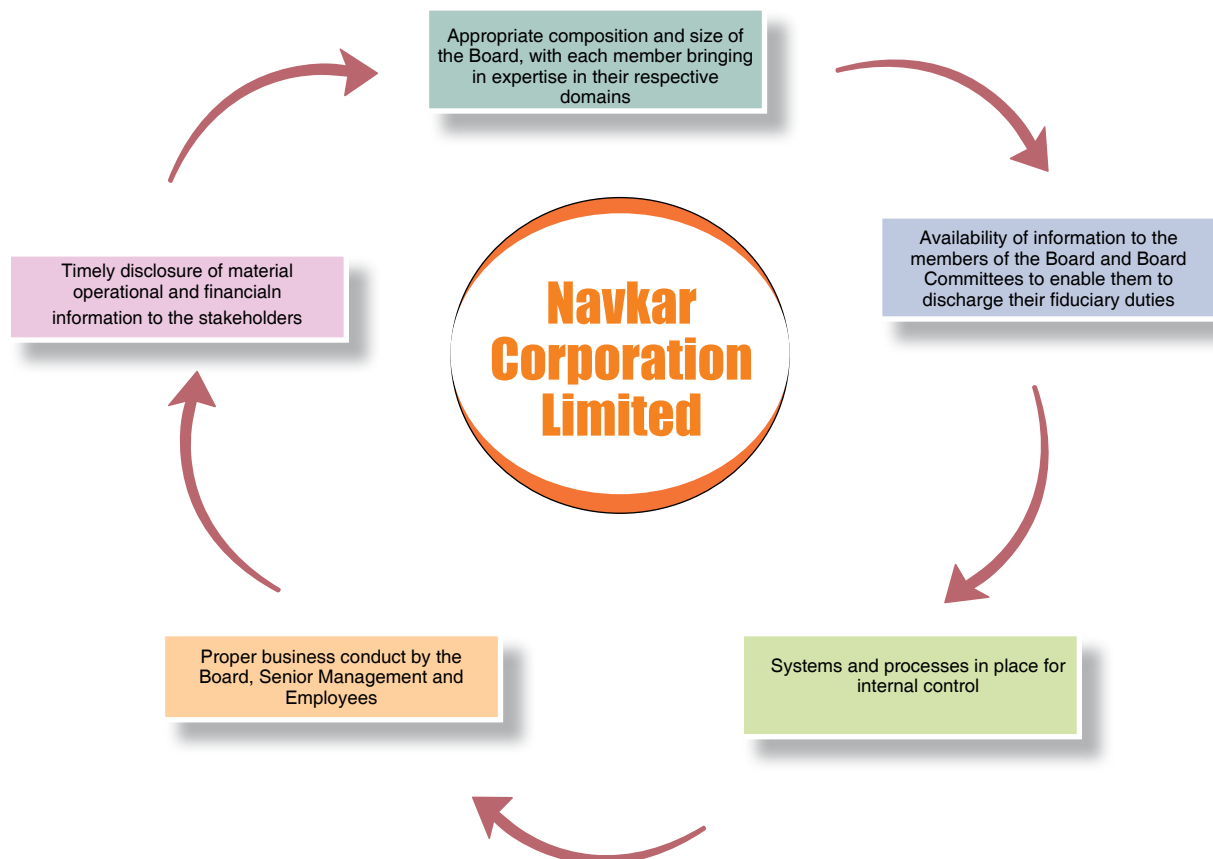 Appropriate composition and size of
the Board, with each member bringing
in expertise in their respective
domains
Availability of information to the
members of the Board and Board
Committees to enable them to
discharge their fiduciary duties
Systems and processes in place for
internal control
Proper business conduct by the
Board, Senior Management and
Employees
Timely disclosure of material
operational and financialn
information to the stakeholders
Navkar
Corporation
Limited